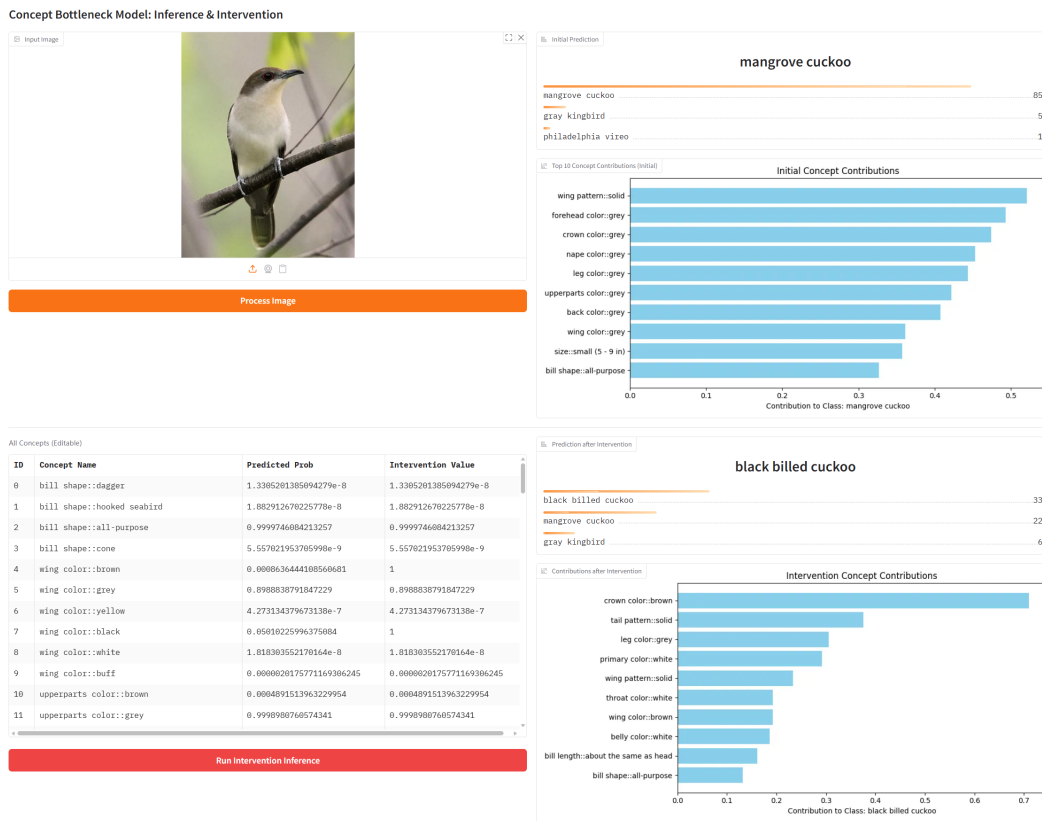 Concept Bottleneck Model: Inference & Intervention
Input Image
Process Image
Initial Prediction
mangrove cuckoo
mangrove cuckoo 85
gray kingbird 5
philadelphia vireo 1
Top 10 Concept Contributions (Initial)
Initial Concept Contributions
wing pattern::solid
forehead color::grey
crown color::grey
nape color::grey
leg color::grey
upperparts color::grey
back color::grey
wing color::grey
size::small (5 - 9 in)
bill shape::all-purpose
0.0 0.1 0.2 0.3 0.4 0.5
Contribution to Class: mangrove cuckoo
All Concepts (Editable)
ID Concept Name Predicted Prob Intervention Value
0 bill shape::dagger 1.3305201385094279e-8 1.3305201385094279e-8
1 bill shape::hooked seabird 1.882912670225778e-8 1.882912670225778e-8
2 bill shape::all-purpose 0.9999746084213257 0.9999746084213257
3 bill shape::cone 5.557021953705998e-9 5.557021953705998e-9
4 wing color::brown 0.0008636444108560681 1
5 wing color::grey 0.8988838791847229 0.8988838791847229
6 wing color::yellow 4.273134379673138e-7 4.273134379673138e-7
7 wing color::black 0.05010225996375084 1
8 wing color::white 1.818303552170164e-8 1.818303552170164e-8
9 wing color::buff 0.0000020175771169306245 0.0000020175771169306245
10 upperparts color::brown 0.0004891513963229954 0.0004891513963229954
11 upperparts color::grey 0.9998980760574341 0.9998980760574341
Run Intervention Inference
Prediction after Intervention
black billed cuckoo
black billed cuckoo 33
mangrove cuckoo 22
gray kingbird 6
Contributions after Intervention
Intervention Concept Contributions
crown color::brown
tail pattern::solid
leg color::grey
primary color::white
wing pattern::solid
throat color::white
wing color::brown
belly color::white
bill length::about the same as head
bill shape::all-purpose
0.0 0.1 0.2 0.3 0.4 0.5 0.6 0.7
Contribution to Class: black billed cuckoo